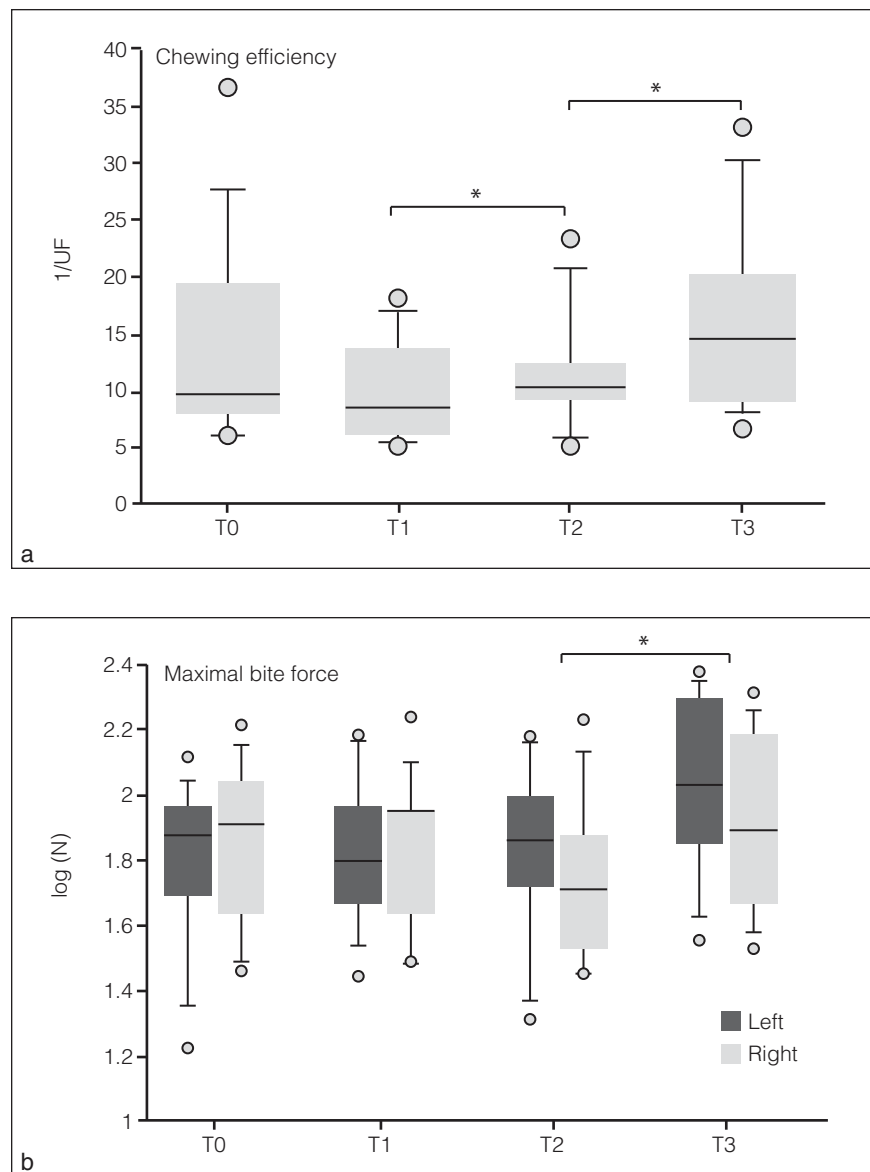 Chewing efficiency
40
35
30
25
20
15
10
5
0
1/UF
*
*
T0 T1 T2 T3
a
Maximal bite force
2.4
2.2
2
1.8
1.6
1.4
1.2
1
log (N)
*
Left
Right
T0 T1 T2 T3
b